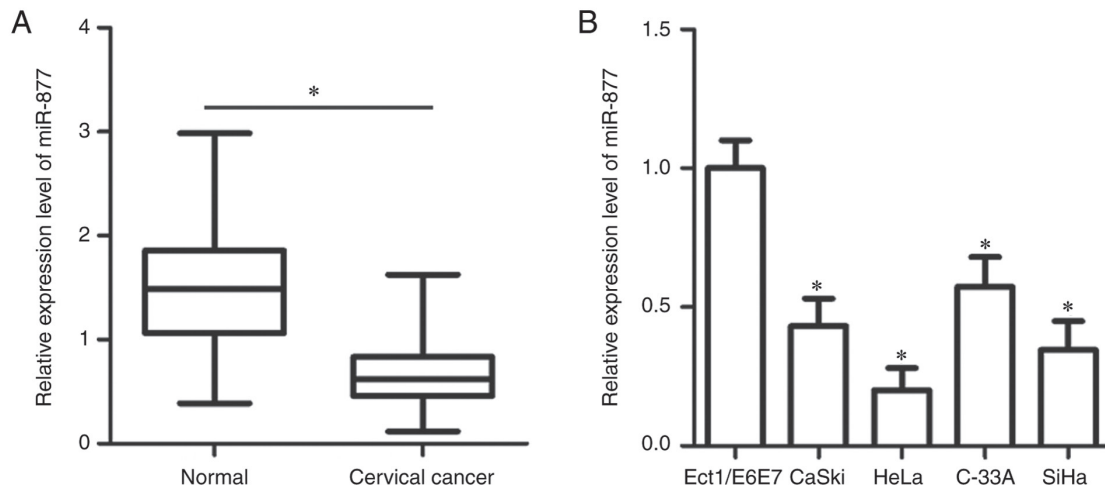 A
Relative expression level of miR-877
4
3
2
1
0
*
Normal
Cervical cancer
B
Relative expression level of miR-877
1.5
1.0
0.5
0.0
*
*
*
*
Ect1/E6E7
CaSki
HeLa
C-33A
SiHa